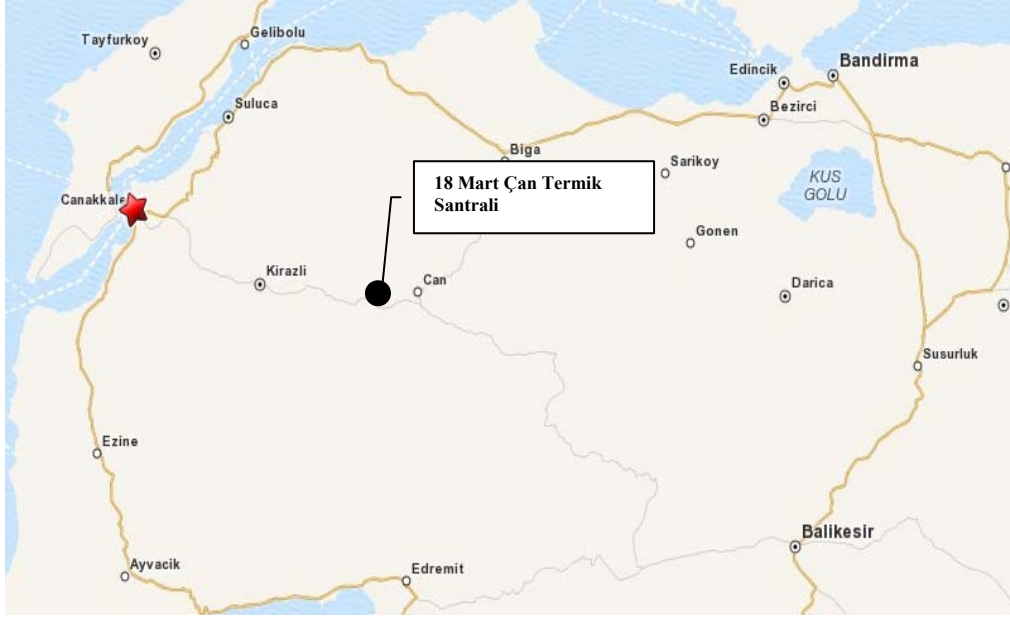 Gelibolu
Tayfurkoy
Bandirma
Edincik
Suluca
Bezirci
Biga
Sarikoy
18 Mart Çan Termik
Santrali
KUS
GOLU
Canakkale
Gonen
Kirazli
Can
Darica
Susurluk
Ezine
Balikesir
Ayvacik
Edremit